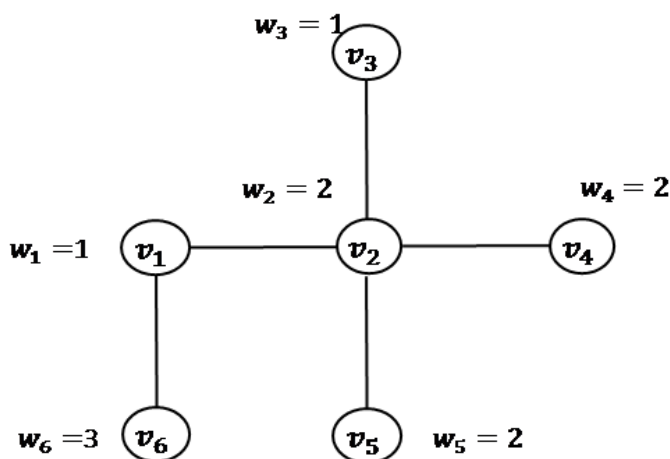 w₃ = 1
v₃
w₂ = 2
w₄ = 2
w₁ =1
v₁
v₂
v₄
w₆ =3
v₆
v₅
w₅ = 2